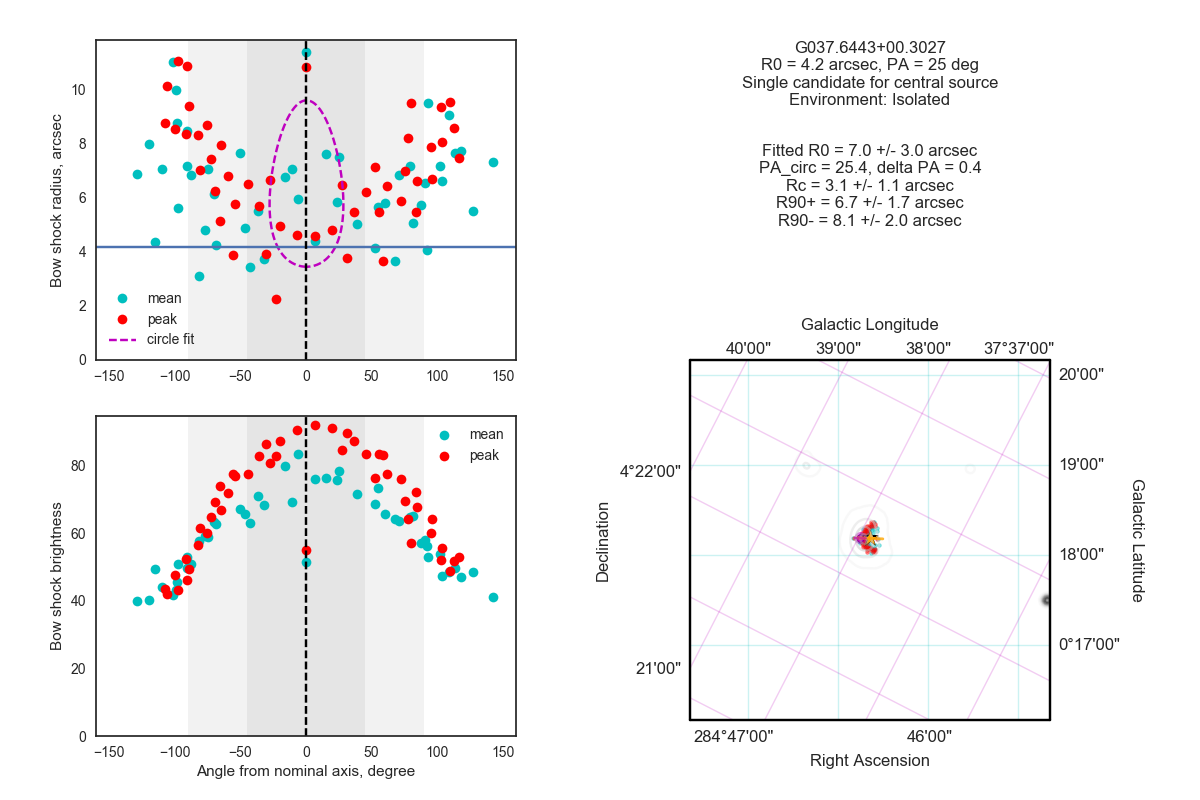 G037.6443+00.3027
R0 = 4.2 arcsec, PA = 25 deg
Single candidate for central source
Environment: Isolated
Fitted R0 = 7.0 +/- 3.0 arcsec
PA_circ = 25.4, delta PA = 0.4
Rc = 3.1 +/- 1.1 arcsec
R90+ = 6.7 +/- 1.7 arcsec
R90- = 8.1 +/- 2.0 arcsec
Bow shock radius, arcsec
10
8
6
4
2
0
mean
peak
circle fit
−150 −100 −50 0 50 100 150
Bow shock brightness
80
60
40
20
0
mean
peak
−150 −100 −50 0 50 100 150
Angle from nominal axis, degree
Galactic Longitude
40'00" 39'00" 38'00" 37°37'00"
20'00"
19'00"
18'00"
0°17'00"
Galactic Latitude
4°22'00"
21'00"
Declination
284°47'00" 46'00"
Right Ascension